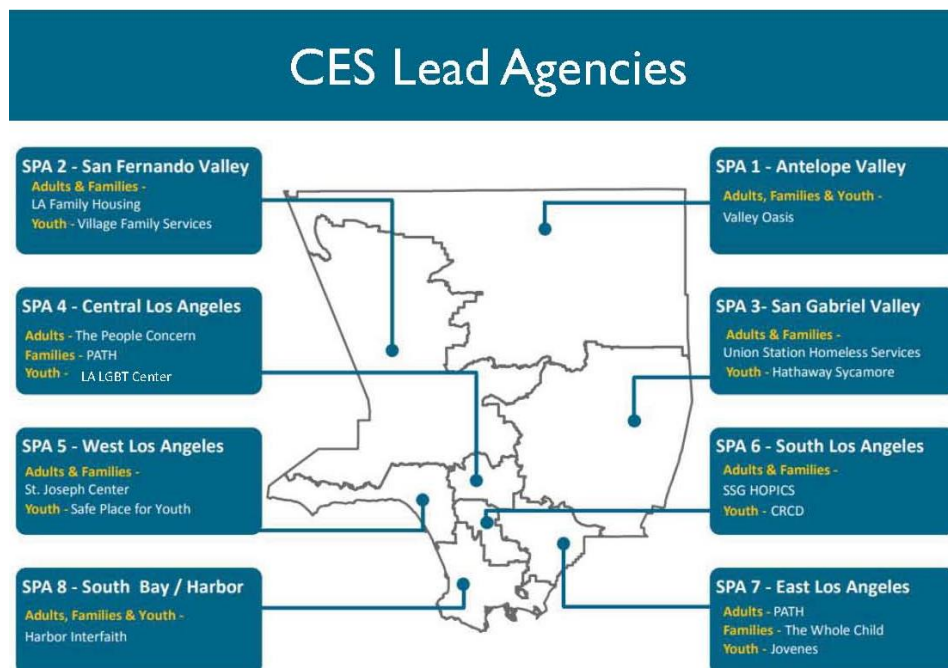 CES Lead Agencies
SPA 2 - San Fernando Valley
Adults & Families -
LA Family Housing
Youth - Village Family Services
SPA 4 - Central Los Angeles
Adults - The People Concern
Families - PATH
Youth - LA LGBT Center
SPA 5 - West Los Angeles
Adults & Families -
St. Joseph Center
Youth - Safe Place for Youth
SPA 8 - South Bay / Harbor
Adults, Families & Youth -
Harbor Interfaith
SPA 1 - Antelope Valley
Adults, Families & Youth -
Valley Oasis
SPA 3- San Gabriel Valley
Adults & Families -
Union Station Homeless Services
Youth - Hathaway Sycamore
SPA 6 - South Los Angeles
Adults & Families -
SSG HOPICS
Youth - CRCD
SPA 7 - East Los Angeles
Adults - PATH
Families - The Whole Child
Youth - Jovenes